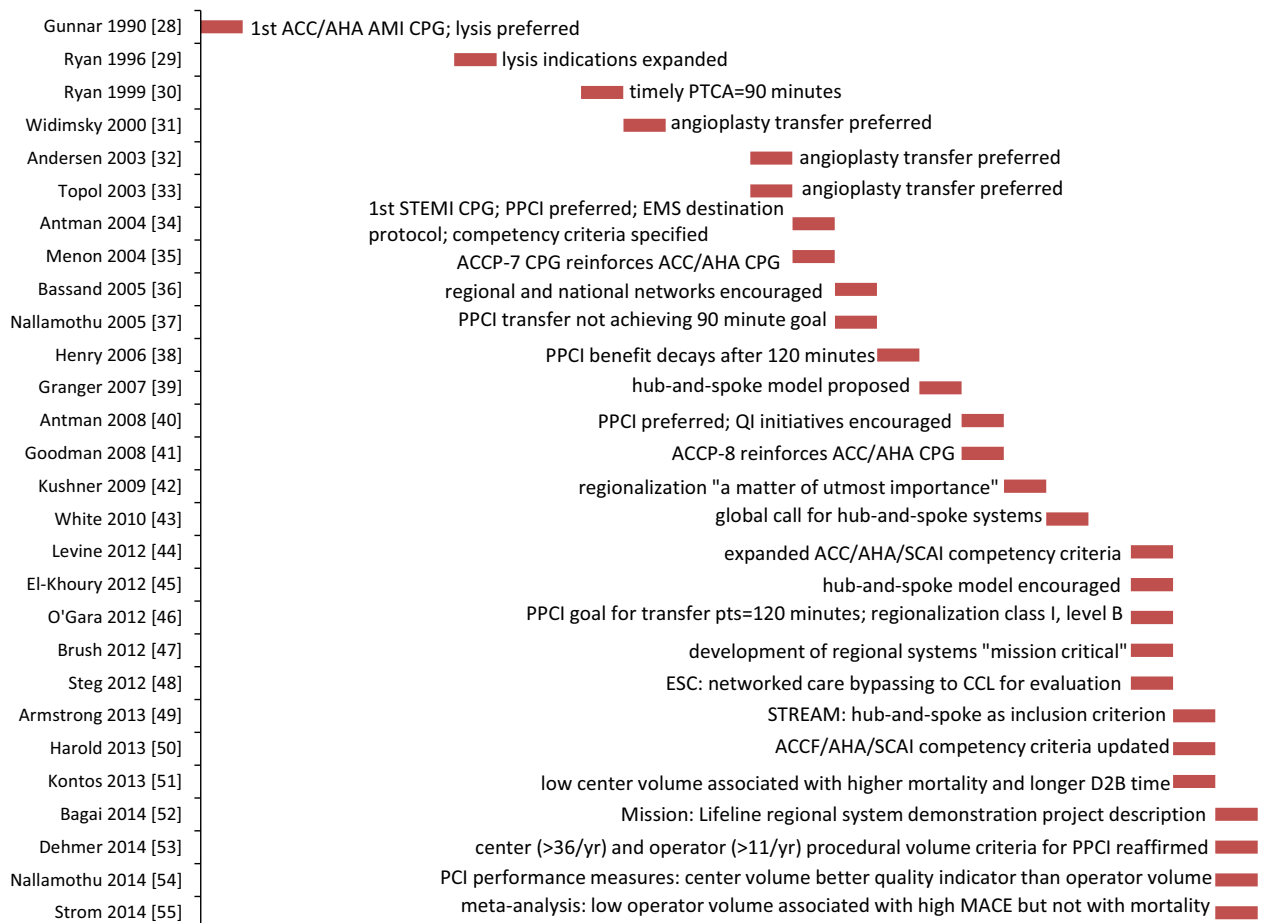 Gunnar 1990 [28] 1st ACC/AHA AMI CPG; lysis preferred
Ryan 1996 [29] lysis indications expanded
Ryan 1999 [30] timely PTCA=90 minutes
Widimsky 2000 [31] angioplasty transfer preferred
Andersen 2003 [32] angioplasty transfer preferred
Topol 2003 [33] angioplasty transfer preferred
Antman 2004 [34] 1st STEMI CPG; PPCI preferred; EMS destination
protocol; competency criteria specified
Menon 2004 [35] ACCP-7 CPG reinforces ACC/AHA CPG
Bassand 2005 [36] regional and national networks encouraged
Nallamothu 2005 [37] PPCI transfer not achieving 90 minute goal
Henry 2006 [38] PPCI benefit decays after 120 minutes
Granger 2007 [39] hub-and-spoke model proposed
Antman 2008 [40] PPCI preferred; QI initiatives encouraged
Goodman 2008 [41] ACCP-8 reinforces ACC/AHA CPG
Kushner 2009 [42] regionalization "a matter of utmost importance"
White 2010 [43] global call for hub-and-spoke systems
Levine 2012 [44] expanded ACC/AHA/SCAI competency criteria
El-Khoury 2012 [45] hub-and-spoke model encouraged
O'Gara 2012 [46] PPCI goal for transfer pts=120 minutes; regionalization class I, level B
Brush 2012 [47] development of regional systems "mission critical"
Steg 2012 [48] ESC: networked care bypassing to CCL for evaluation
Armstrong 2013 [49] STREAM: hub-and-spoke as inclusion criterion
Harold 2013 [50] ACCF/AHA/SCAI competency criteria updated
Kontos 2013 [51] low center volume associated with higher mortality and longer D2B time
Bagai 2014 [52] Mission: Lifeline regional system demonstration project description
Dehmer 2014 [53] center (>36/yr) and operator (>11/yr) procedural volume criteria for PPCI reaffirmed
Nallamothu 2014 [54] PCI performance measures: center volume better quality indicator than operator volume
Strom 2014 [55] meta-analysis: low operator volume associated with high MACE but not with mortality